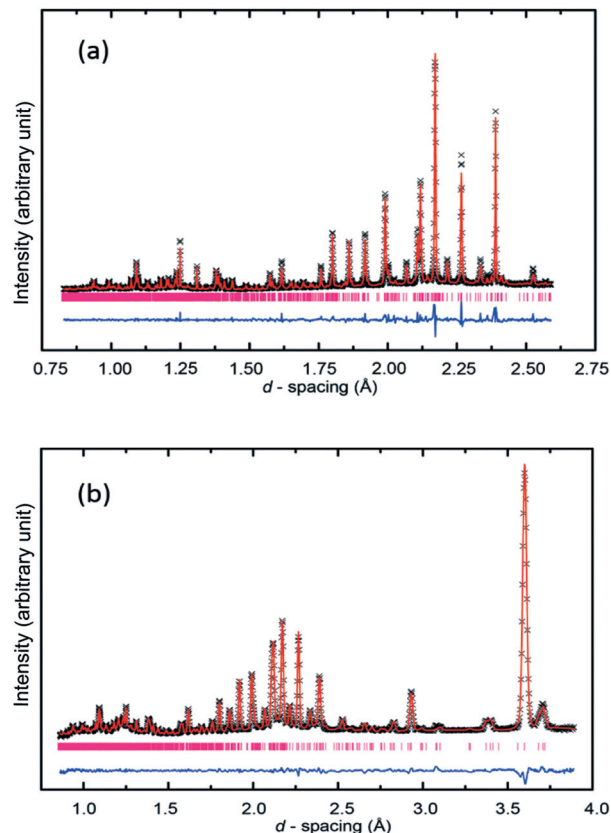 (a)
Intensity (arbitrary unit)
0.75 1.00 1.25 1.50 1.75 2.00 2.25 2.50 2.75
d - spacing (Å)
(b)
Intensity (arbitrary unit)
1.0 1.5 2.0 2.5 3.0 3.5 4.0
d - spacing (Å)